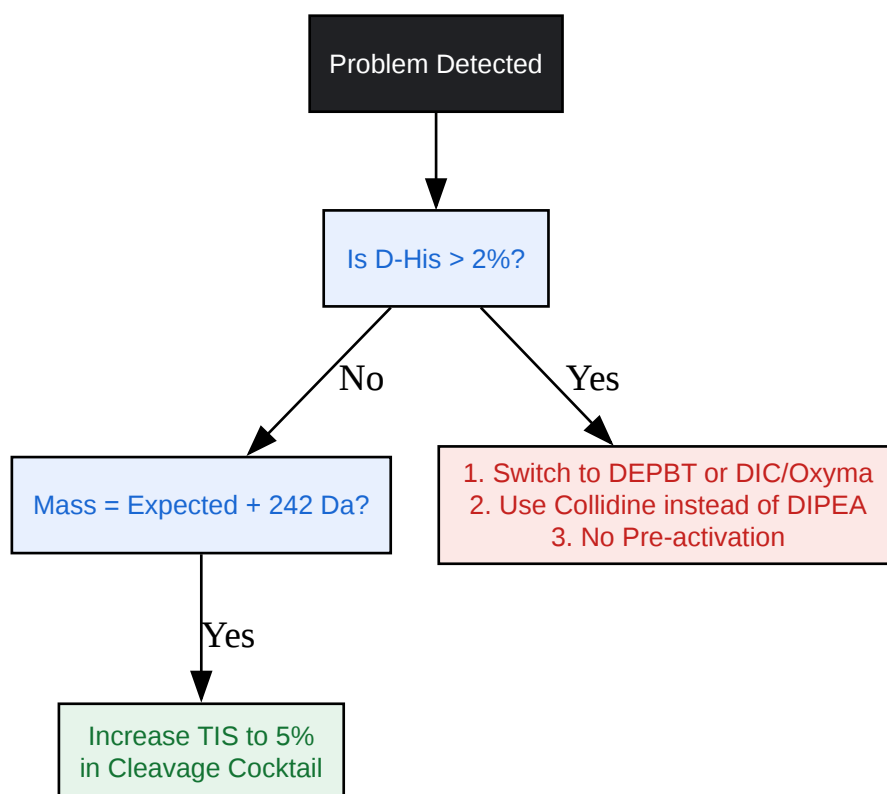 Problem Detected
Is D-His > 2%?
No
Yes
Mass = Expected + 242 Da?
1. Switch to DEPBT or DIC/Oxyma
2. Use Collidine instead of DIPEA
3. No Pre-activation
Yes
Increase TIS to 5%
in Cleavage Cocktail